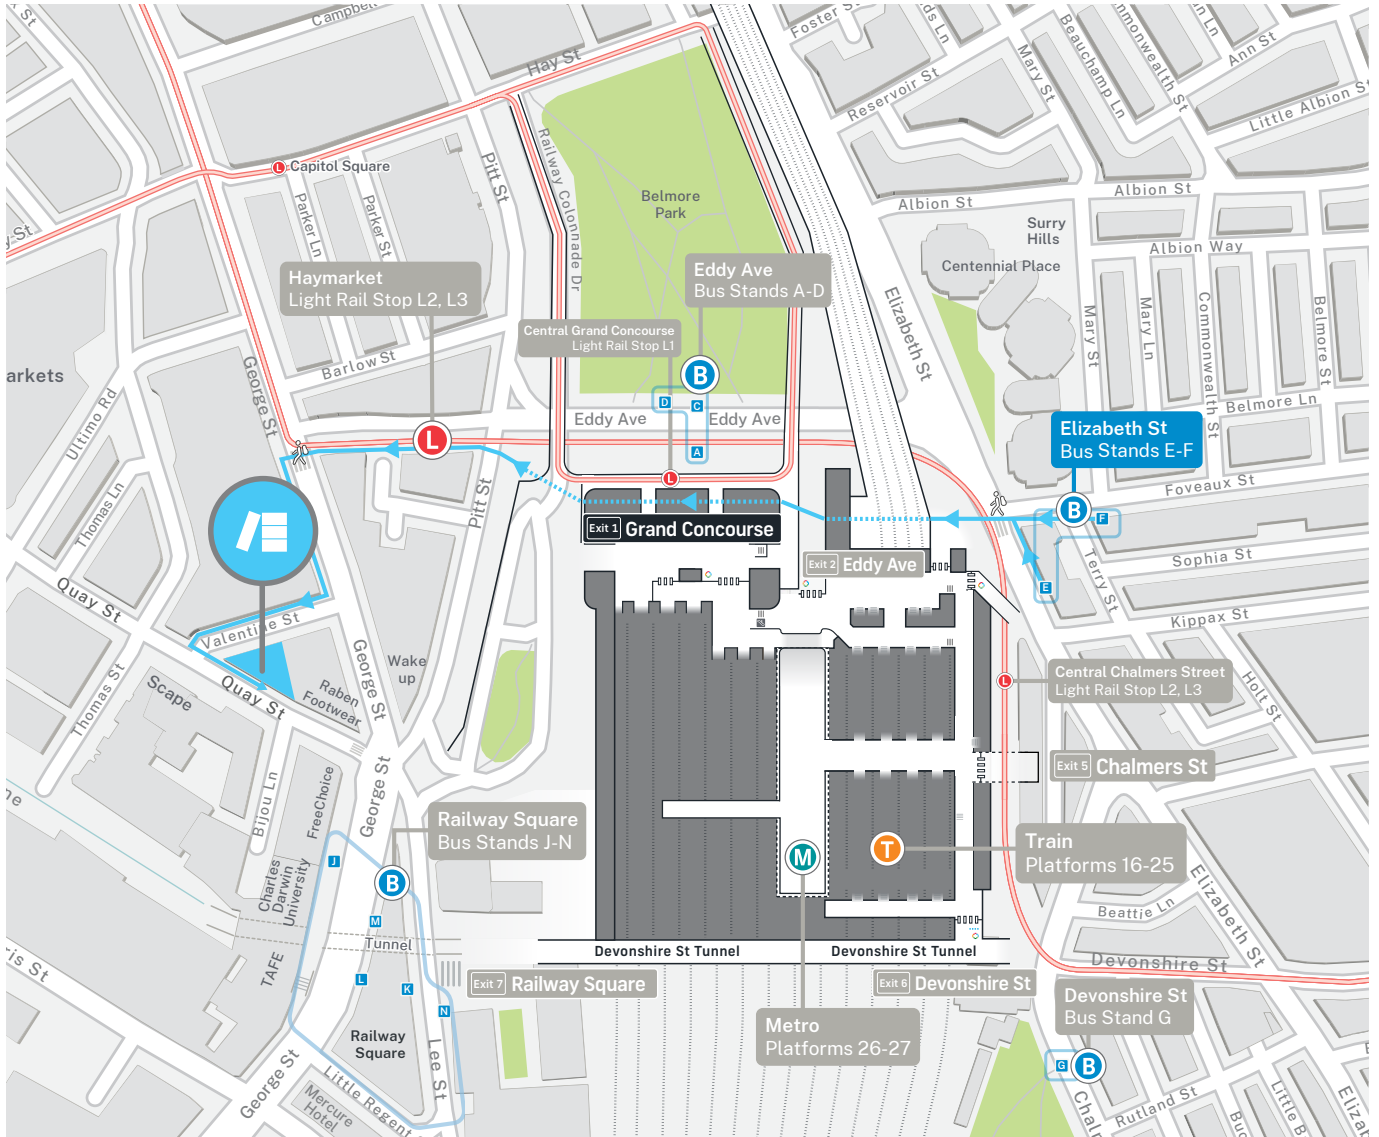 Campbel
Hay St
Foster S
ds Ln
Mary St
Beauchamp Ln
Commonwealth St
Ln
Ann St
Reservoir St
Little Albion S
L Capitol Square
Pitt St
Railway Colonnade Dr
Belmore
Park
Parker Ln
Parker St
Albion St
Albion St
Surry
Hills
Albion Way
Centennial Place
Haymarket
Light Rail Stop L2, L3
Eddy Ave
Bus Stands A-D
Elizabeth St
Central Grand Concourse
Light Rail Stop L1
Mary St
Mary Ln
Commonwealth St
Belmore St
arkets
Barlow St
George St
B
D
C
Eddy Ave
Eddy Ave
A
Belmore Ln
Ultimo Rd
L
Elizabeth St
Bus Stands E-F
Foveaux St
L
Thomas Ln
Pitt St
B
F
Exit 1 Grand Concourse
Exit 2 Eddy Ave
Sophia St
Terry St
E
Quay St
Valentine St
Kippax St
George St
Wake
up
Thomas St
Scape
Quay St
Raben
Footwear
L
Central Chalmers Street
Light Rail Stop L2, L3
Holt St
Exit 5 Chalmers St
George St
FreeChoice
Bijou Ln
ne
Railway Square
Bus Stands J-N
M
T
Train
Platforms 16-25
J
B
Charles
Darwin
University
Elizabeth St
Beattie Ln
M
Tunnel
TAFE
ris St
Devonshire St Tunnel
Devonshire St Tunnel
Devonshire St
L
K
N
Exit 7 Railway Square
Exit 6 Devonshire St
Devonshire St
Bus Stand G
Metro
Platforms 26-27
Railway
Square
Lee St
G
B
George St
Little Regent
Mercure
Hotel
Chal
Rutland St
Bu
Little B
Eliza